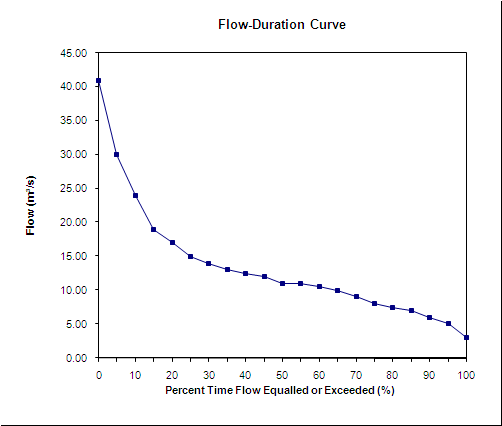 Flow-Duration Curve
45.00
40.00
35.00
30.00
25.00
20.00
15.00
10.00
5.00
0.00
Flow (m³/s)
0 10 20 30 40 50 60 70 80 90 100
Percent Time Flow Equalled or Exceeded (%)